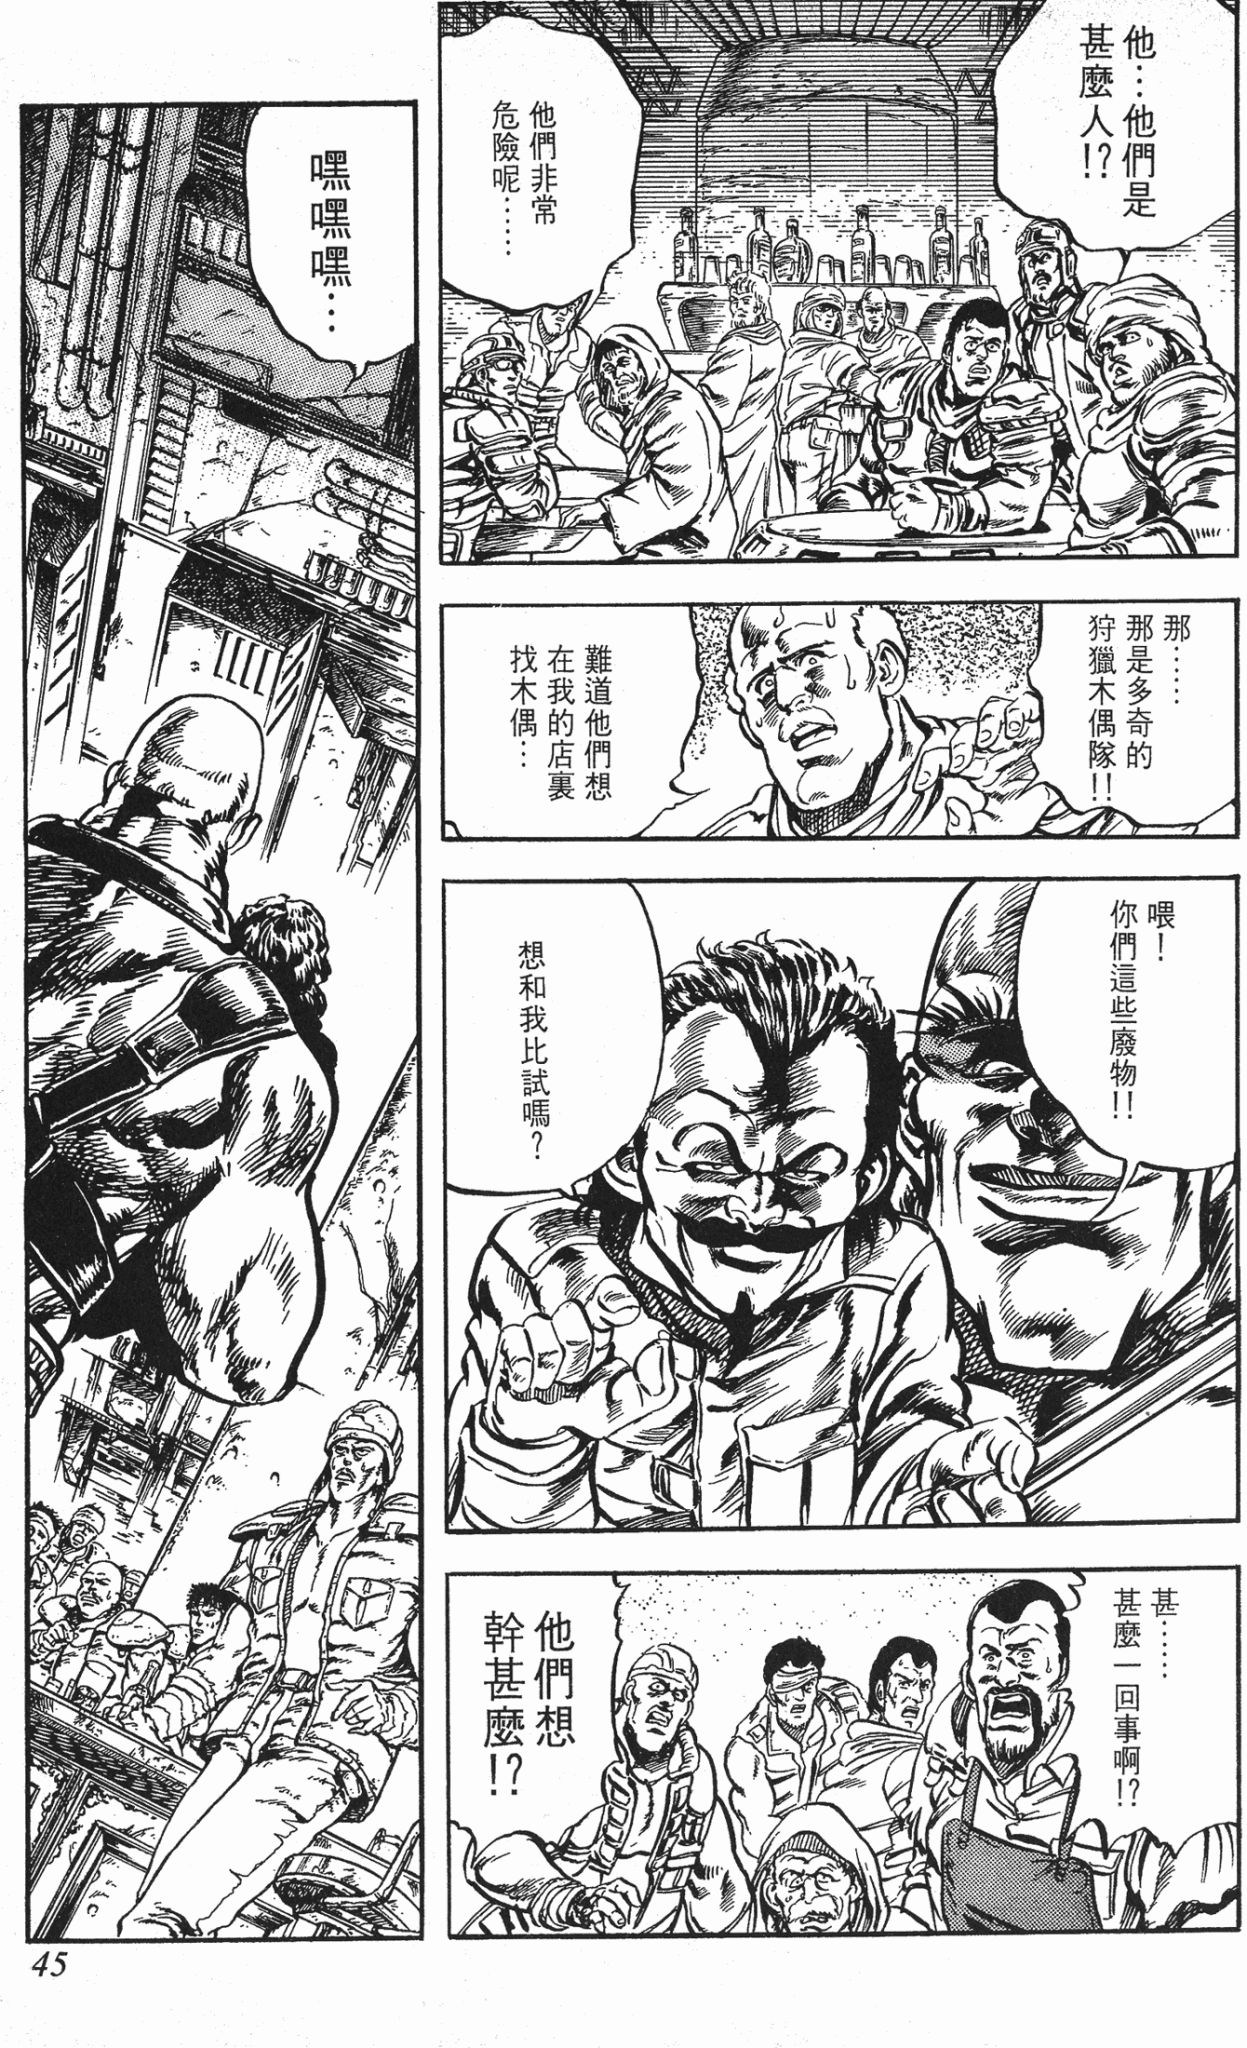 他…他們是
甚麼人!?
他們非常
危險呢……
那……
那是多奇的
狩獵木偶隊!!
難道他們想
在我的店裏
找木偶…
喂！
你們這些廢物!!
想和我比試嗎？
甚……
甚麼一回事啊!?
他們想
幹甚麼!?
嘿嘿嘿…
45